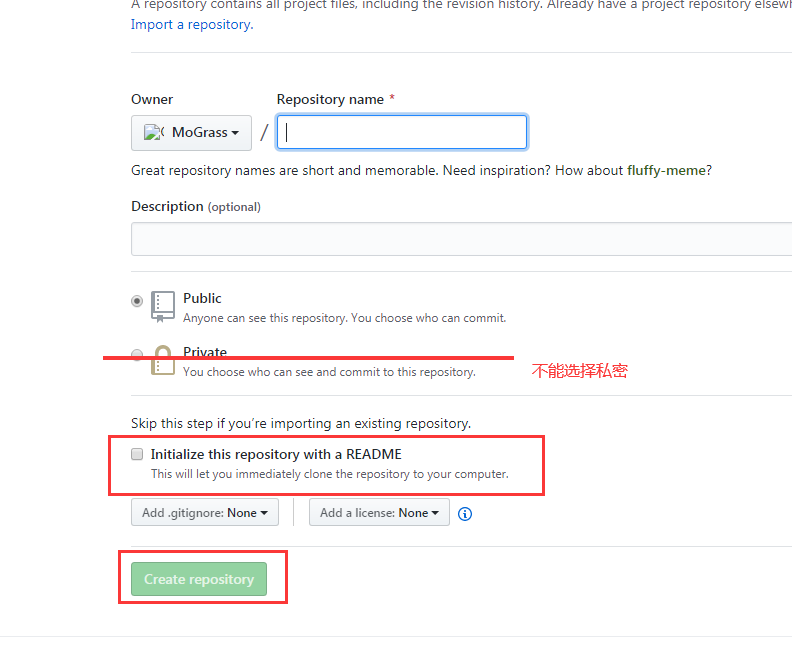 A repository contains all project files, including the revision history. Already have a project repository elsewh
Import a repository.
Owner
Repository name *
MoGrass
/
Great repository names are short and memorable. Need inspiration? How about fluffy-meme?
Description (optional)
Public
Anyone can see this repository. You choose who can commit.
Private
You choose who can see and commit to this repository.
不能选择私密
Skip this step if you’re importing an existing repository.
Initialize this repository with a README
This will let you immediately clone the repository to your computer.
Add .gitignore: None
Add a license: None
Create repository